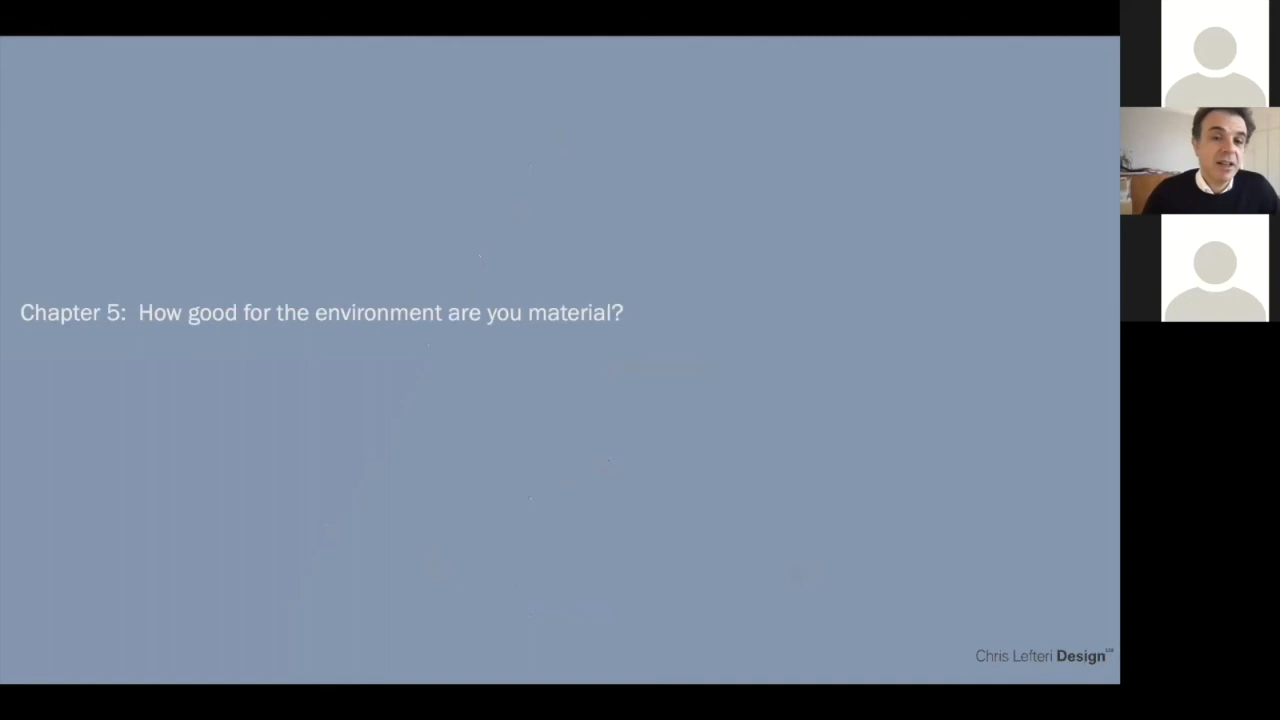 Chapter 5:  How good for the environment are you material?
Chris Lefteri Design